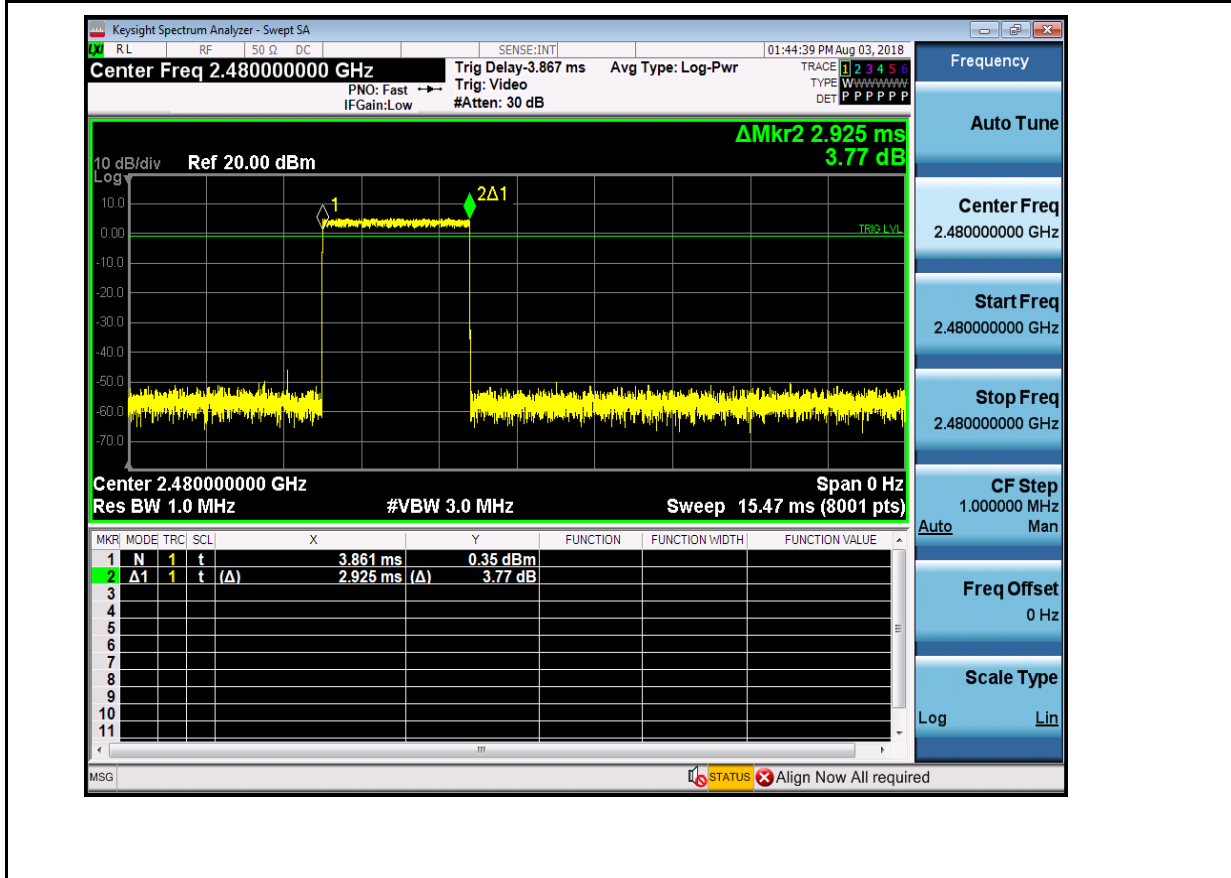 Keysight Spectrum Analyzer - Swept SA
LXI RL RF 50 Ω DC SENSE:INT 01:44:39 PM Aug 03, 2018
Center Freq 2.480000000 GHz
PNO: Fast
IFGain:Low
Trig Delay-3.867 ms
Trig: Video
#Atten: 30 dB
Avg Type: Log-Pwr
TRACE 1 2 3 4 5 6
TYPE WWWWWW
DET P P P P P P
ΔMkr2 2.925 ms
3.77 dB
10 dB/div Ref 20.00 dBm
Log
10.0
0.00
-10.0
-20.0
-30.0
-40.0
-50.0
-60.0
-70.0
1
2Δ1
TRIG LVL
Center 2.480000000 GHz Span 0 Hz
Res BW 1.0 MHz #VBW 3.0 MHz Sweep 15.47 ms (8001 pts)
MKR MODE TRC SCL X Y FUNCTION FUNCTION WIDTH FUNCTION VALUE
1 N 1 t 3.861 ms 0.35 dBm
2 Δ1 1 t (Δ) 2.925 ms (Δ) 3.77 dB
3
4
5
6
7
8
9
10
11
MSG STATUS Align Now All required
Frequency
Auto Tune
Center Freq
2.480000000 GHz
Start Freq
2.480000000 GHz
Stop Freq
2.480000000 GHz
CF Step
1.000000 MHz
Auto Man
Freq Offset
0 Hz
Scale Type
Log Lin